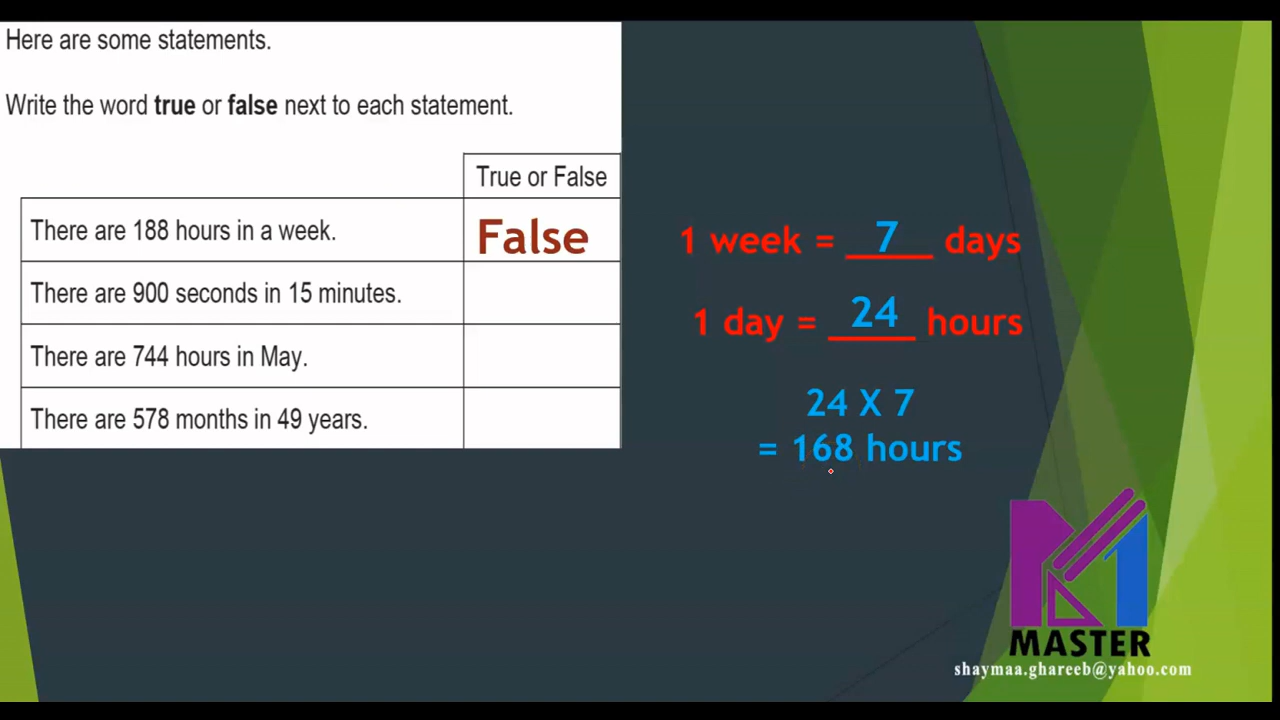 Here are some statements.
Write the word true or false next to each statement.
True or False
There are 188 hours in a week. False
There are 900 seconds in 15 minutes.
There are 744 hours in May.
There are 578 months in 49 years.
1 week = 7 days
1 day = 24 hours
24 X 7
= 168 hours
MASTER
shaymaa.ghareeb@yahoo.com